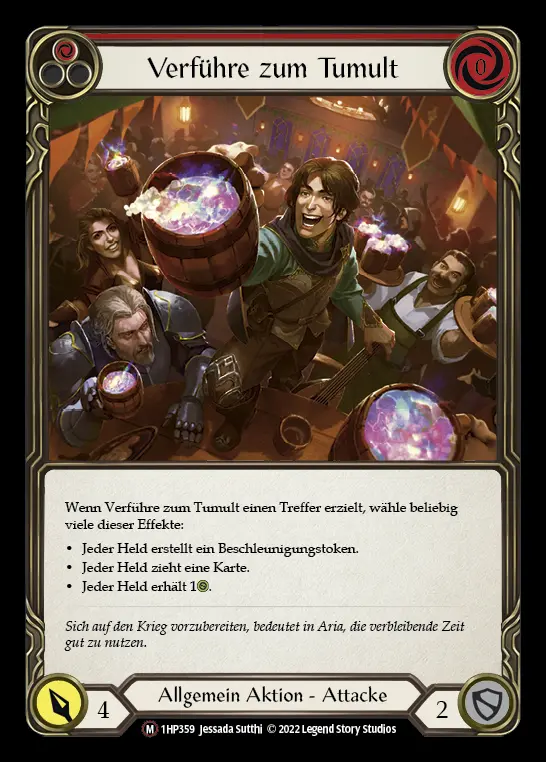 Verführe zum Tumult
0
Wenn Verführe zum Tumult einen Treffer erzielt, wähle beliebig
viele dieser Effekte:
• Jeder Held erstellt ein Beschleunigungstoken.
• Jeder Held zieht eine Karte.
• Jeder Held erhält 1.
Sich auf den Krieg vorzubereiten, bedeutet in Aria, die verbleibende Zeit
gut zu nutzen.
4
Allgemein Aktion - Attacke
2
M 1HP359 Jessada Sutthi © 2022 Legend Story Studios